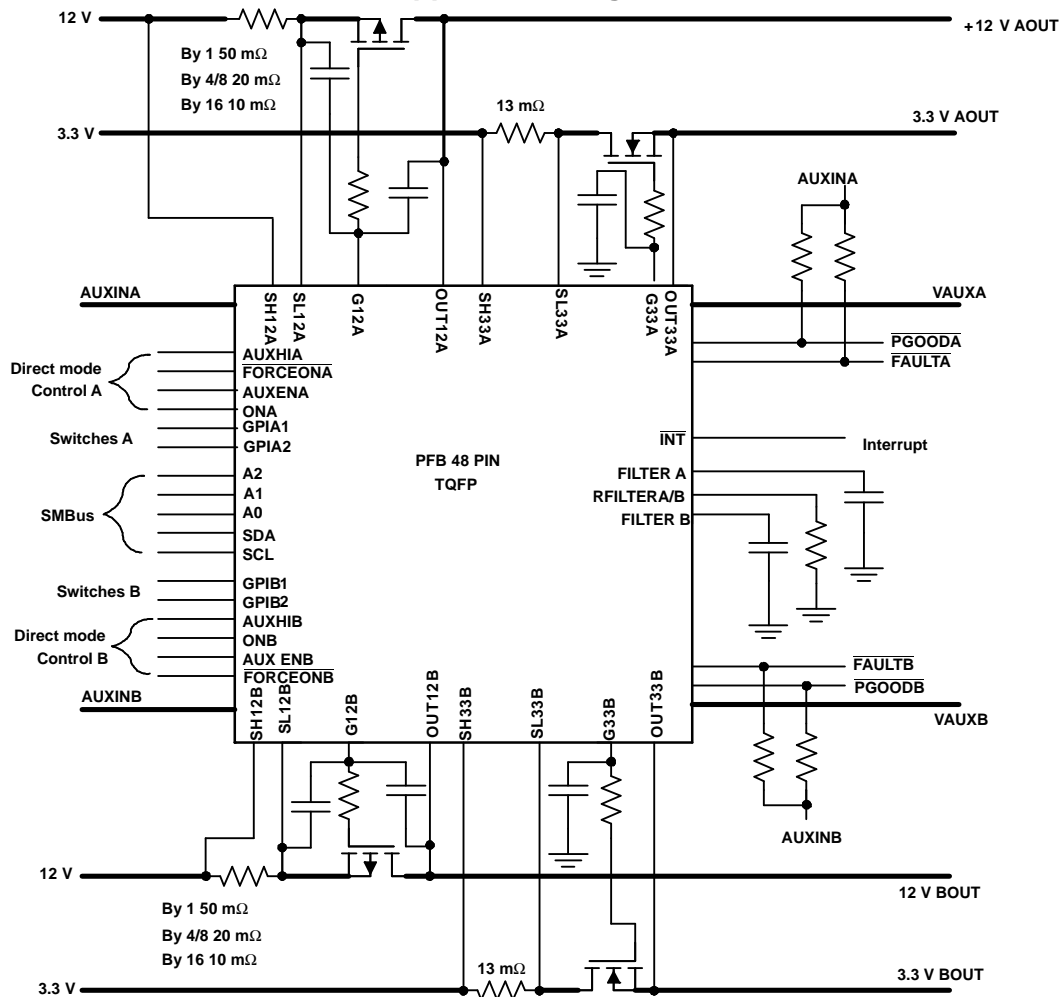 12 V
+12 V AOUT
By 1 50 mΩ
By 4/8 20 mΩ
By 16 10 mΩ
13 mΩ
3.3 V
3.3 V AOUT
AUXINA
AUXINA
VAUXA
SH12A
SL12A
G12A
OUT12A
SH33A
SL33A
G33A
OUT33A
PGOODA
FAULTA
Direct mode
Control A
AUXHIA
FORCEONA
AUXENA
ONA
Switches A
GPIA1
GPIA2
INT
Interrupt
PFB 48 PIN
TQFP
SMBus
A2
A1
A0
SDA
SCL
FILTER A
RFILTERA/B
FILTER B
Switches B
GPIB1
GPIB2
Direct mode
Control B
AUXHIB
ONB
AUX ENB
FORCEONB
FAULTB
PGOODB
AUXINB
VAUXB
SH12B
SL12B
G12B
OUT12B
SH33B
SL33B
G33B
OUT33B
AUXINB
12 V
12 V BOUT
By 1 50 mΩ
By 4/8 20 mΩ
By 16 10 mΩ
13 mΩ
3.3 V
3.3 V BOUT